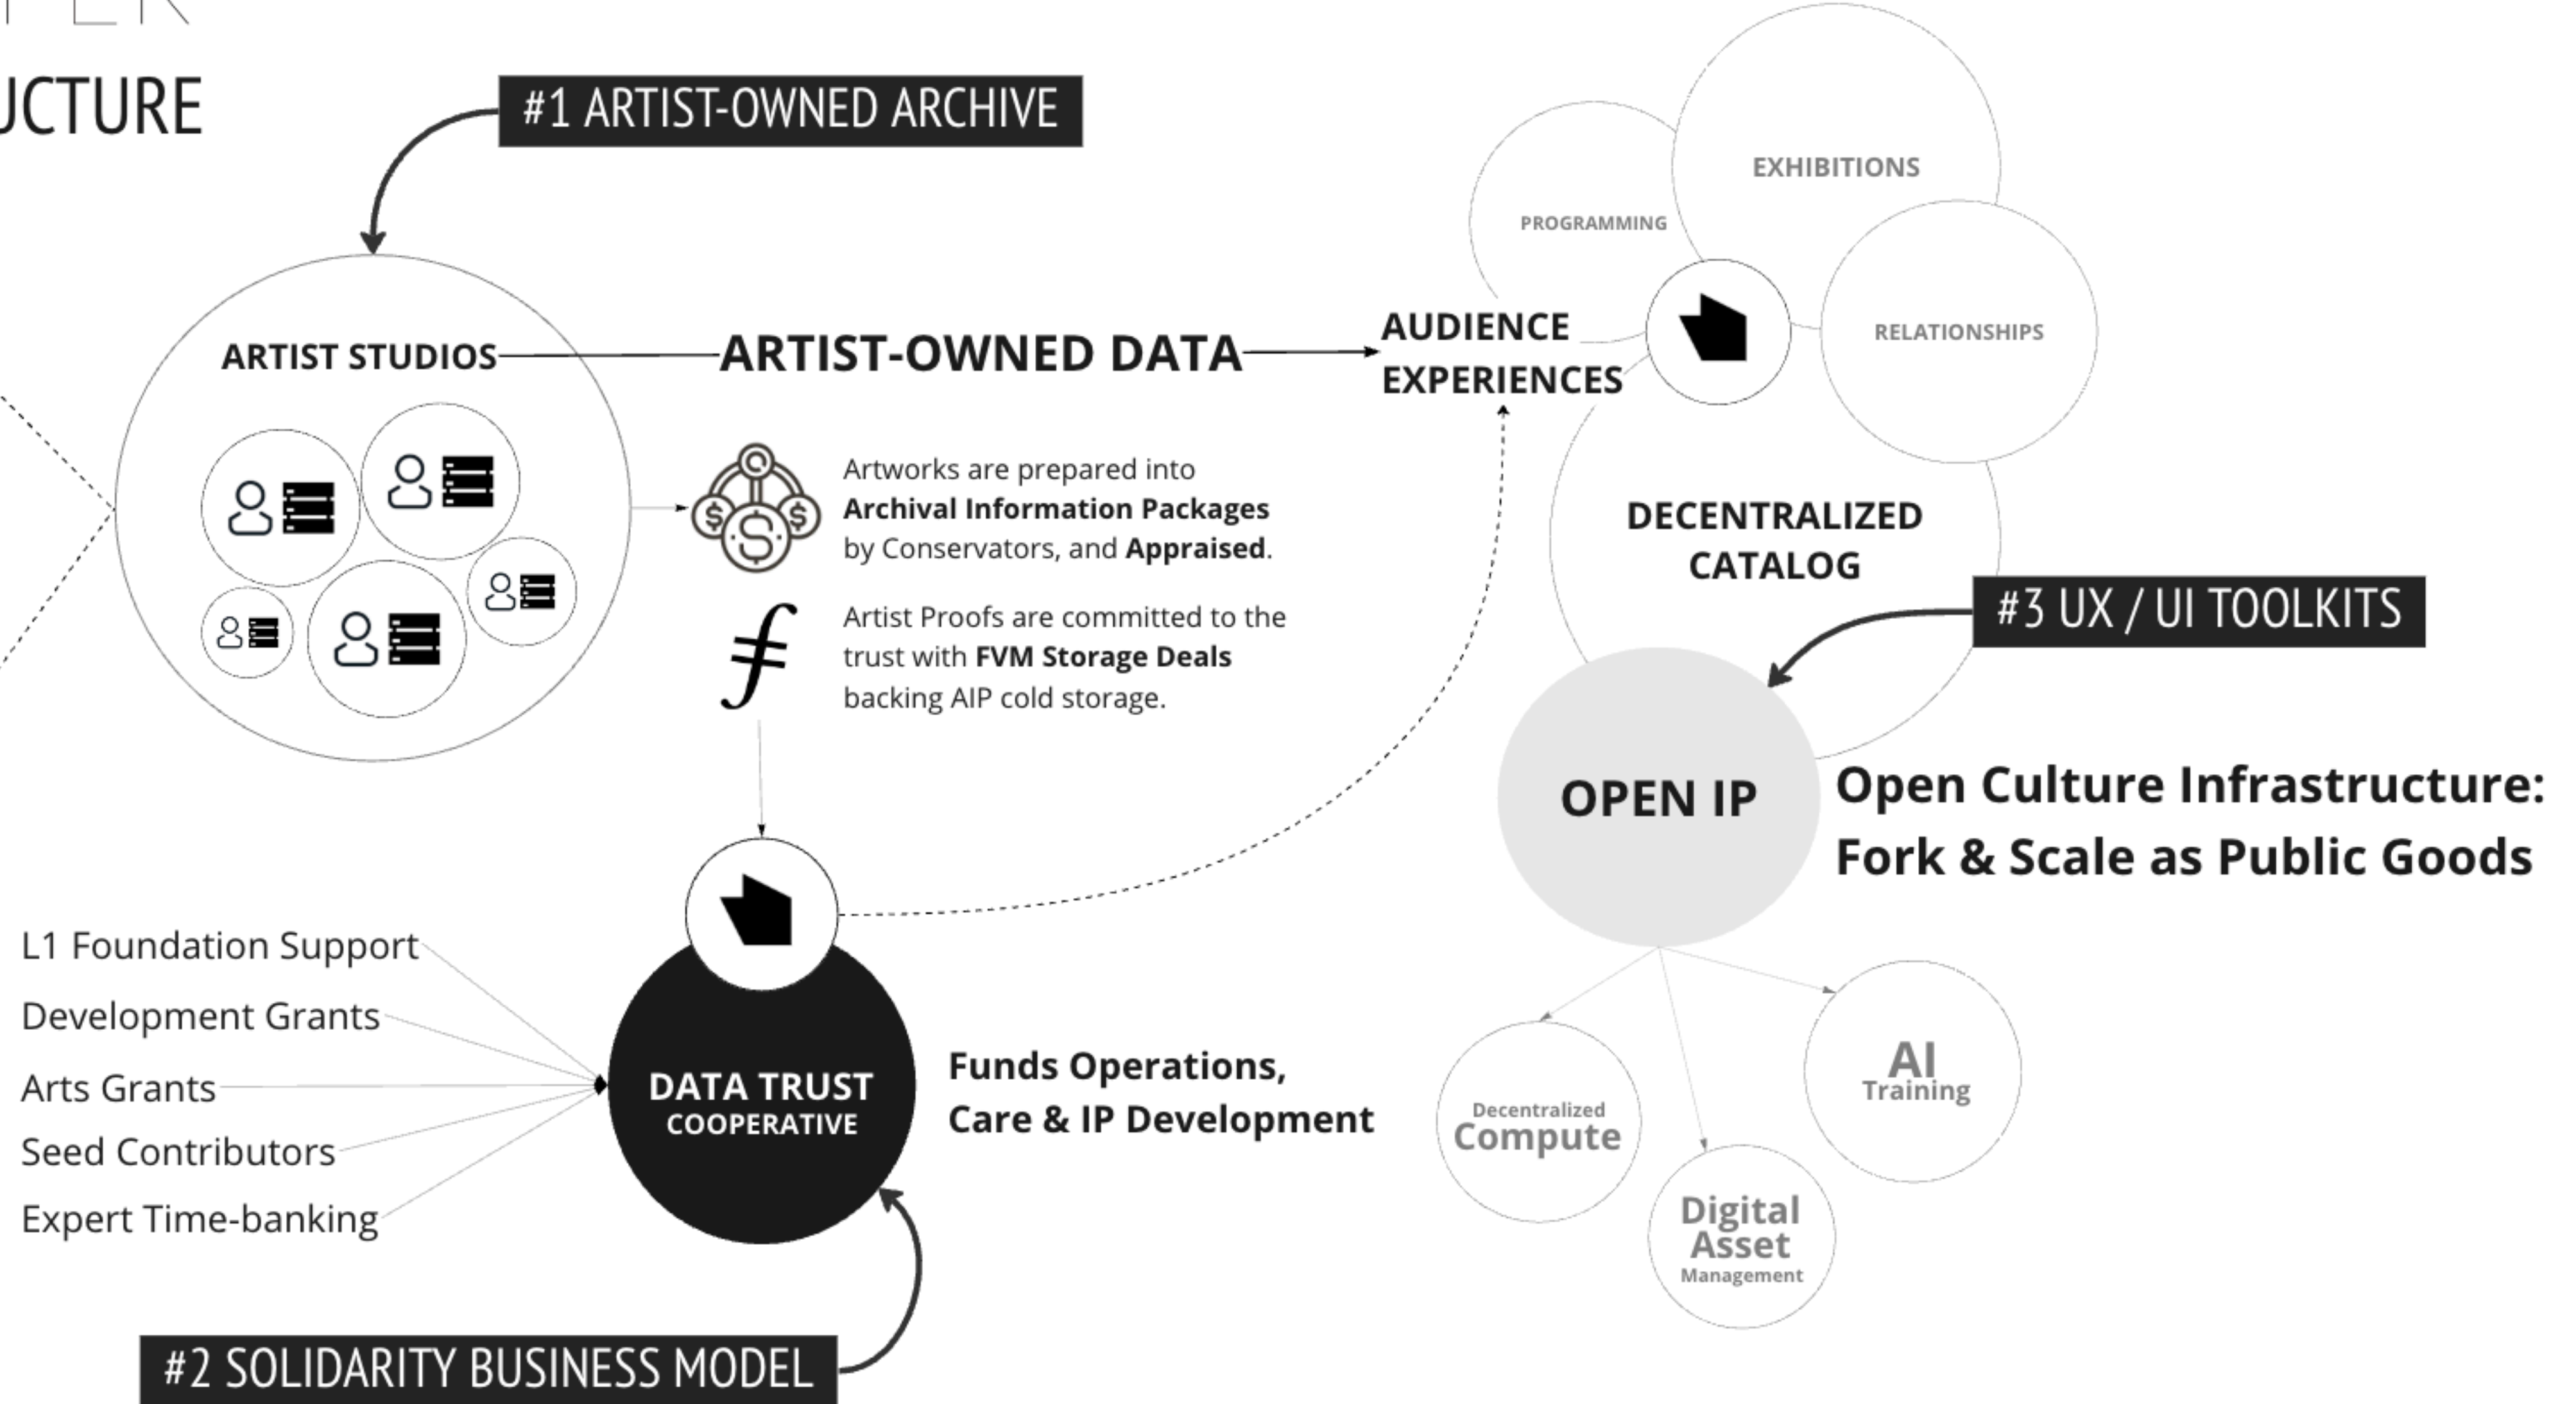 UCTURE
#1 ARTIST-OWNED ARCHIVE
ARTIST STUDIOS
ARTIST-OWNED DATA
Artworks are prepared into
Archival Information Packages
by Conservators, and Appraised.
Artist Proofs are committed to the
trust with FVM Storage Deals
backing AIP cold storage.
L1 Foundation Support
Development Grants
Arts Grants
Seed Contributors
Expert Time-banking
DATA TRUST
COOPERATIVE
Funds Operations,
Care & IP Development
#2 SOLIDARITY BUSINESS MODEL
PROGRAMMING
EXHIBITIONS
RELATIONSHIPS
AUDIENCE
EXPERIENCES
DECENTRALIZED
CATALOG
#3 UX / UI TOOLKITS
OPEN IP
Open Culture Infrastructure:
Fork & Scale as Public Goods
Decentralized
Compute
Digital
Asset
Management
AI
Training